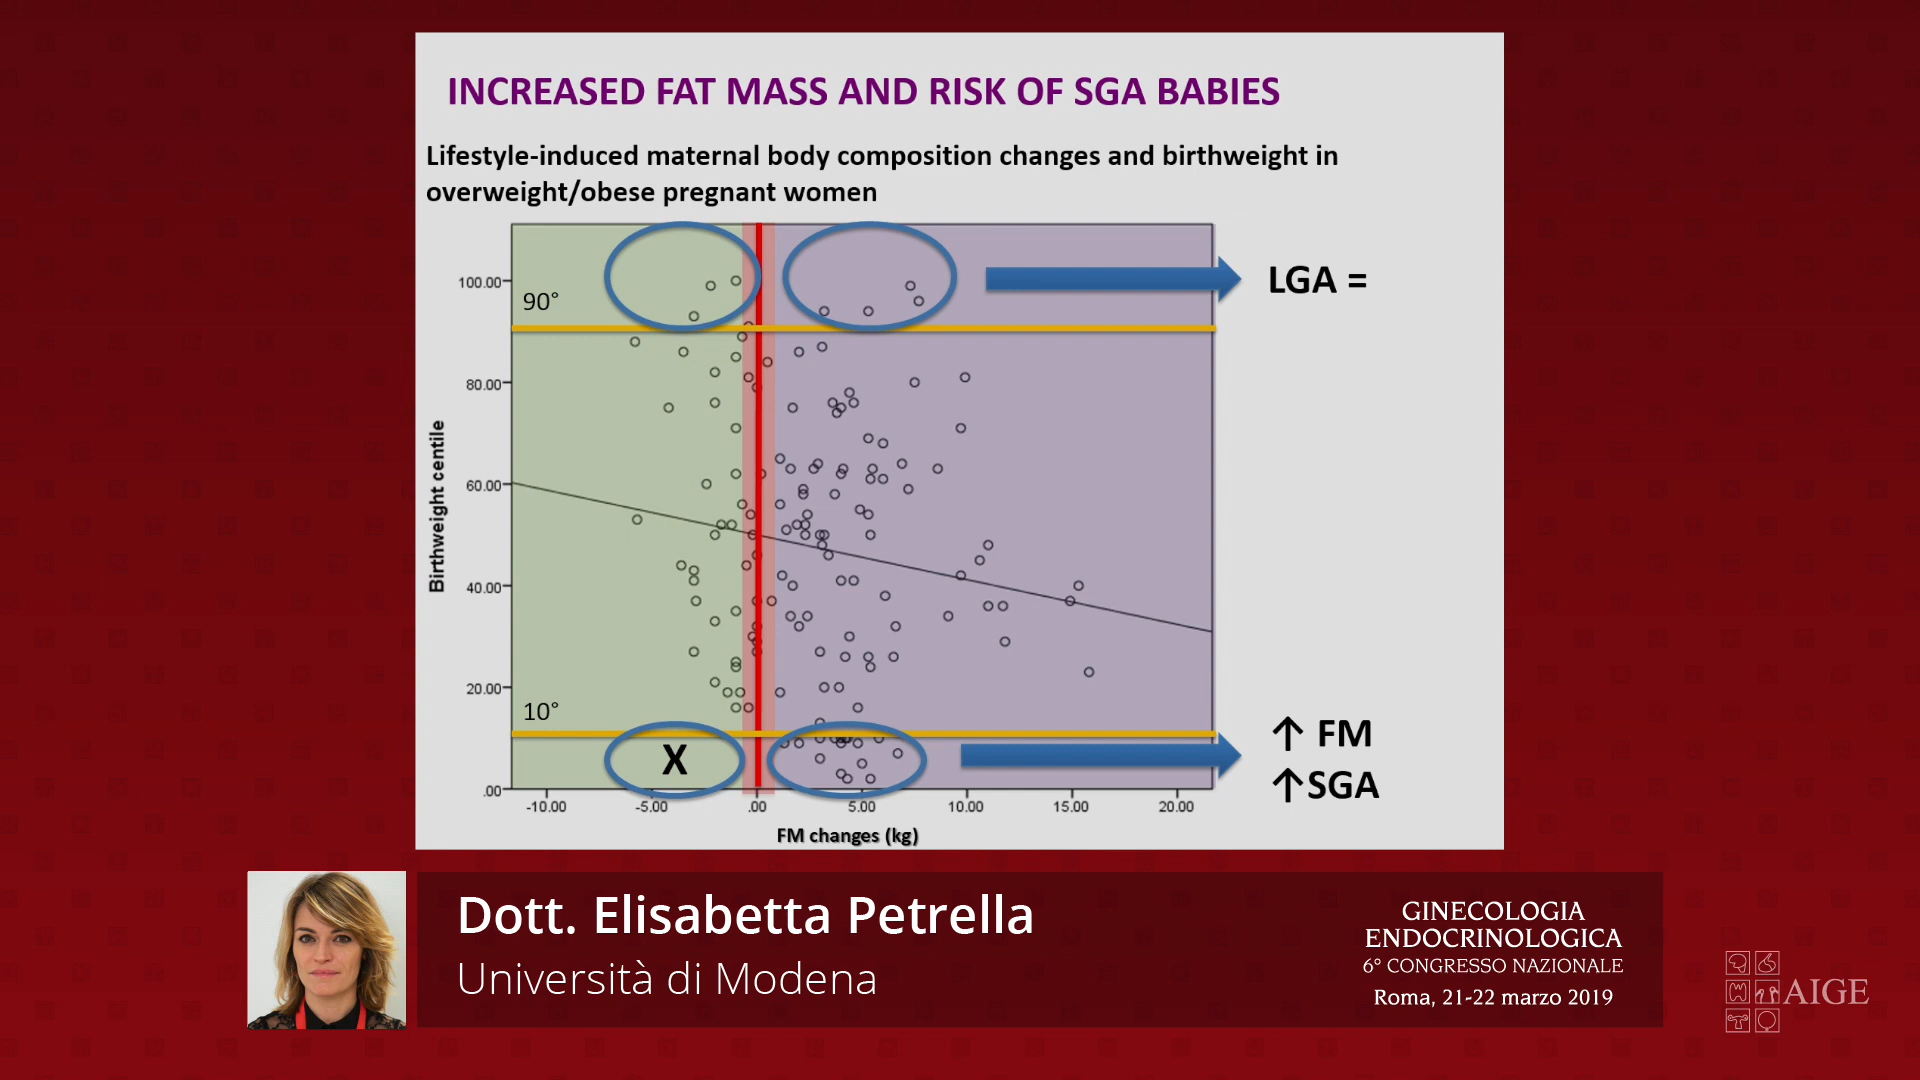 INCREASED FAT MASS AND RISK OF SGA BABIES
Lifestyle-induced maternal body composition changes and birthweight in
overweight/obese pregnant women
100.00
90°
LGA =
80.00
Birthweight centile
60.00
40.00
20.00
10°
↑ FM
X
↑SGA
.00
-10.00 -5.00 .00 5.00 10.00 15.00 20.00
FM changes (kg)
Dott. Elisabetta Petrella
Università di Modena
GINECOLOGIA
ENDOCRINOLOGICA
6° CONGRESSO NAZIONALE
Roma, 21-22 marzo 2019
AIGE